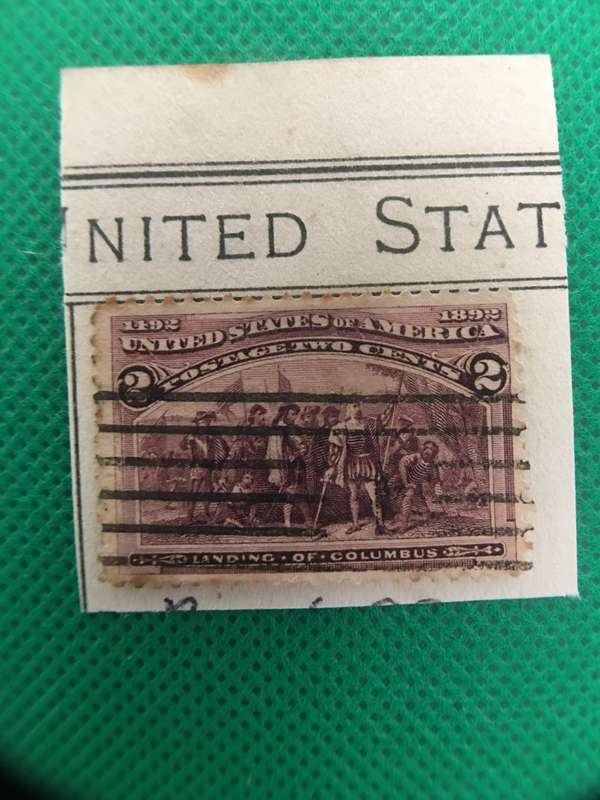 NITED STAT
1492 1892
UNITED STATES OF AMERICA
2 POSTAGE TWO CENTS 2
LANDING · OF · COLUMBUS